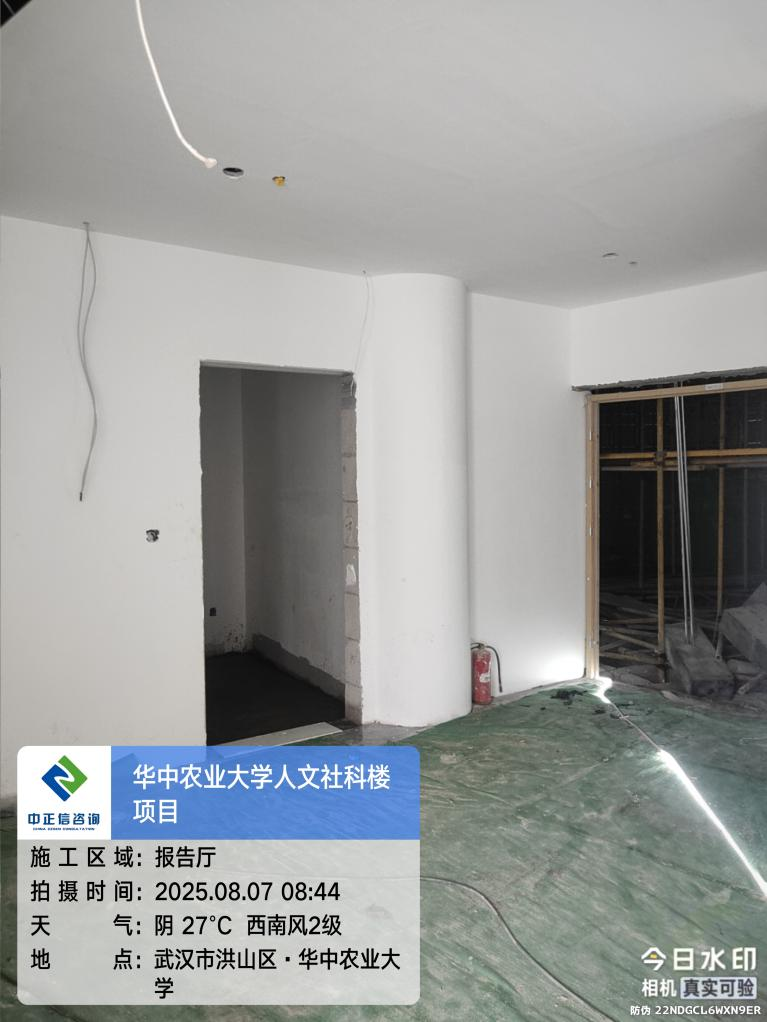 华中农业大学人文社科楼
项目
中正信咨询
CHINA ZENXIN CONSULTATION
施工区域：报告厅
拍摄时间：2025.08.07 08:44
天气：阴 27℃ 西南风2级
地点：武汉市洪山区·华中农业大
学
今日水印
相机 真实可验
防伪 22NDGCL6WXN9ER